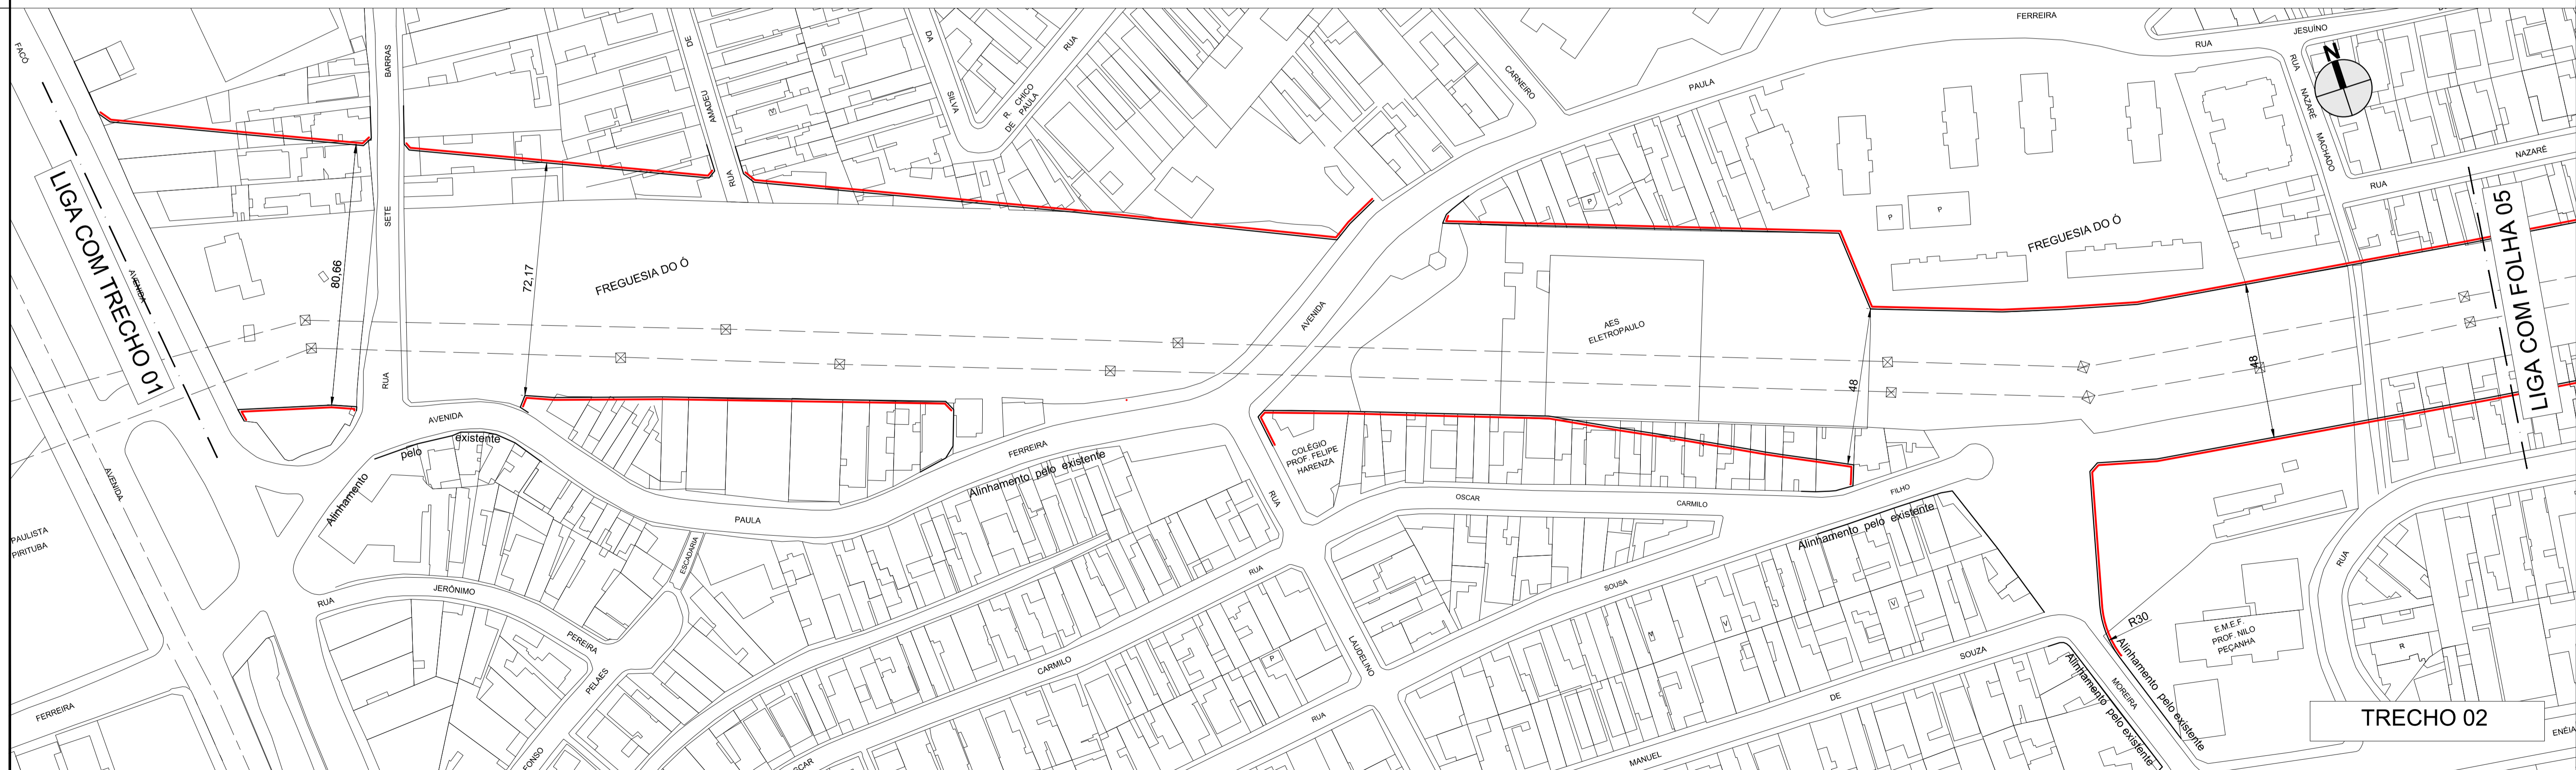 FERREIRA
JESUÍNO
RUA
FACÓ
BARRAS
DE
DA
RUA
CARNEIRO
PAULA
RUA
N
NAZARÉ
MACHADO
AMADEU
SILVA
R. CHICO
DE PAULA
NAZARÉ
RUA
RUA
SETE
P
P
P
FREGUESIA DO Ó
FREGUESIA DO Ó
LIGA COM TRECHO 01
AVENIDA
80,66
72,17
LIGA COM FOLHA 05
AVENIDA
AES
ELETROPAULO
48
48
RUA
AVENIDA
FERREIRA
PAULA
existente
pelo
Alinhamento
Alinhamento pelo existente
COLÉGIO
PROF. FELIPE
HARENZA
RUA
OSCAR
CARMILO
FILHO
Alinhamento pelo existente
AVENIDA
PAULISTA
PIRITUBA
ESCADARIA
RUA
JERÔNIMO
PEREIRA
PELAES
RUA
SOUSA
RUA
V
V
R30
E.M.E.F.
PROF. NILO
PEÇANHA
R
LAUDELINO
CARMILO
P
SOUZA
Alinhamento pelo existente
Alinhamento pelo existente
MOREIRA
DE
FERREIRA
RUA
TRECHO 02
MANUEL